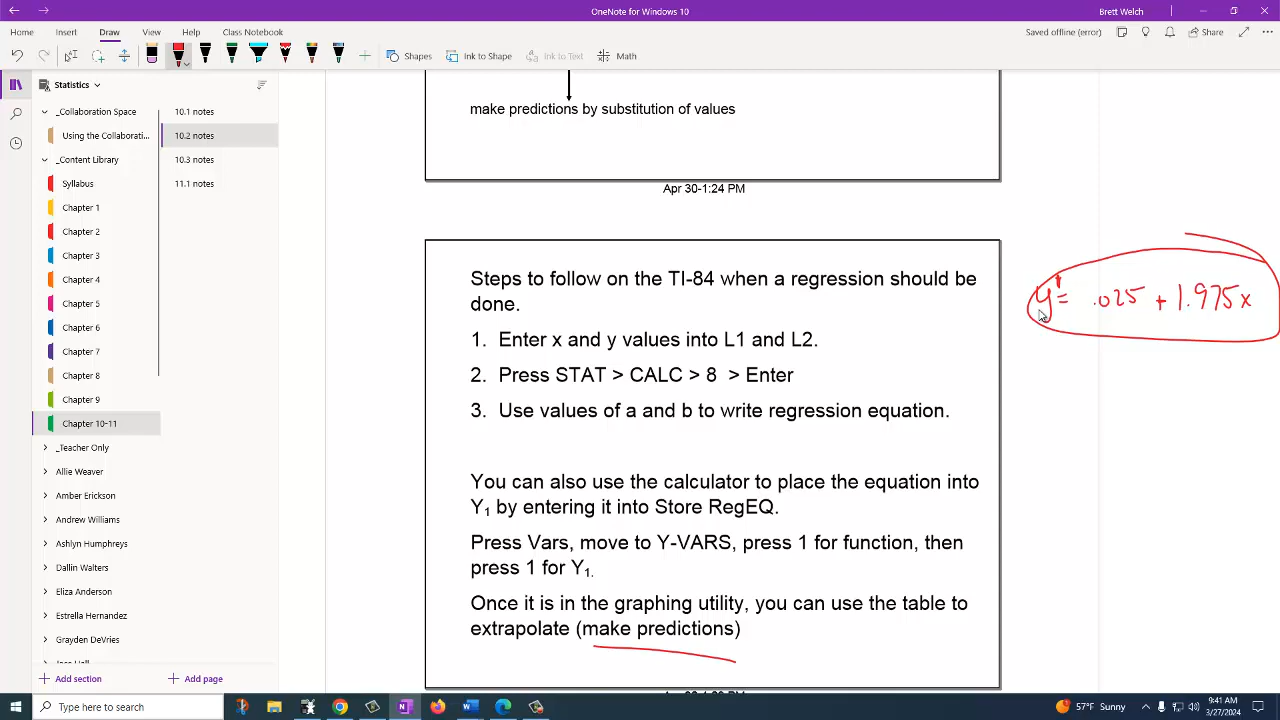 OneNote for Windows 10
Brett Welch
Home Insert Draw View Help Class Notebook
Saved offline (error)
Share
Shapes
Ink to Shape
Ink to Text
Math
Statistics
_Collaboration Space
Using the Collaborati...
_Content Library
Syllabus
Chapter 1
Chapter 2
Chapter 3
Chapter 4
Chapter 5
Chapter 6
Chapter 7
Chapter 8
Chapter 9
Chapter 10-11
_Teacher Only
Allie Weaver
Amber Erickson
Andrew Williams
Ashlyn Humphreys
Dallin Walters
Eliza Anderson
Estrella Hernandez
Grayden DeVries
Add section
10.1 notes
10.2 notes
10.3 notes
11.1 notes
Add page
make predictions by substitution of values
Apr 30-1:24 PM
Steps to follow on the TI-84 when a regression should be
done.
1. Enter x and y values into L1 and L2.
2. Press STAT > CALC > 8 > Enter
3. Use values of a and b to write regression equation.
You can also use the calculator to place the equation into
Y1 by entering it into Store RegEQ.
Press Vars, move to Y-VARS, press 1 for function, then
press 1 for Y1.
Once it is in the graphing utility, you can use the table to
extrapolate (make predictions)
y' = .025 + 1.975x
Type here to search
57°F Sunny
9:41 AM
3/27/2024